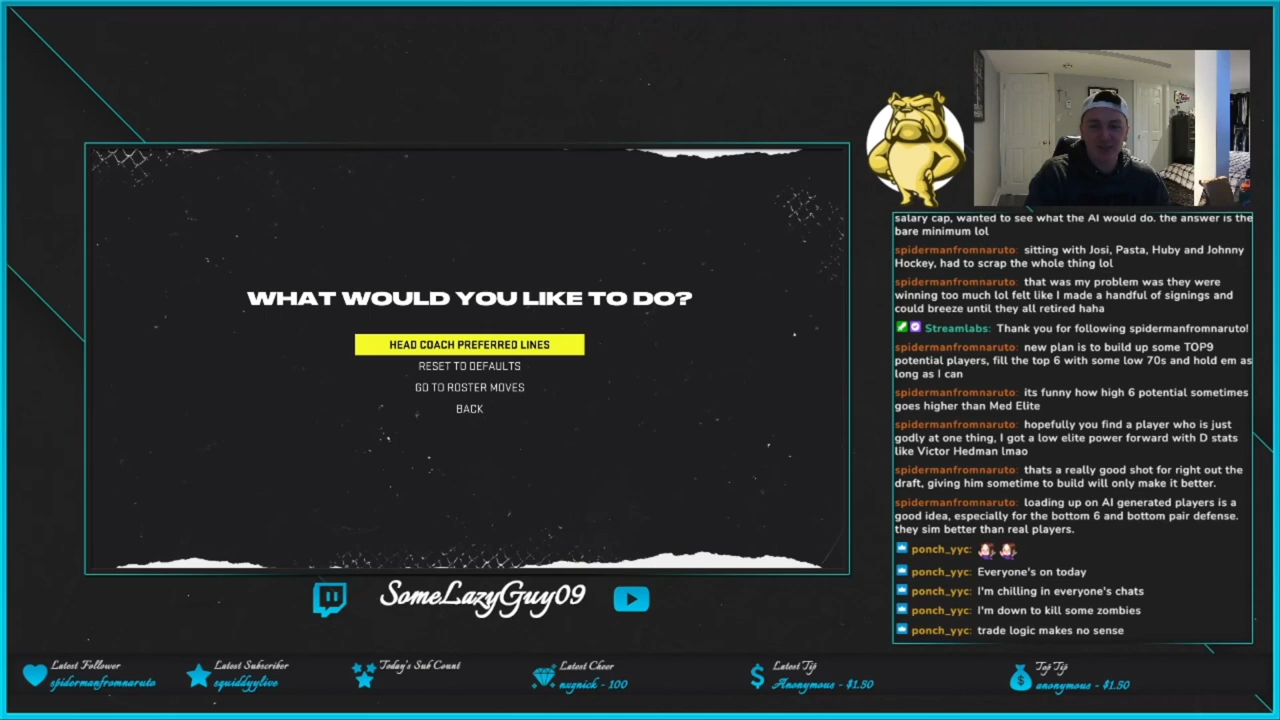 WHAT WOULD YOU LIKE TO DO?
HEAD COACH PREFERRED LINES
RESET TO DEFAULTS
GO TO ROSTER MOVES
BACK
salary cap, wanted to see what the AI would do. the answer is the
bare minimum lol
spidermanfromnaruto: sitting with Josi, Pasta, Huby and Johnny
Hockey, had to scrap the whole thing lol
spidermanfromnaruto: that was my problem was they were
winning too much lol felt like I made a handful of signings and
could breeze until they all retired haha
Streamlabs: Thank you for following spidermanfromnaruto!
spidermanfromnaruto: new plan is to build up some TOP9
potential players, fill the top 6 with some low 70s and hold em as
long as I can
spidermanfromnaruto: its funny how high 6 potential sometimes
goes higher than Med Elite
spidermanfromnaruto: hopefully you find a player who is just
godly at one thing, I got a low elite power forward with D stats
like Victor Hedman lmao
spidermanfromnaruto: thats a really good shot for right out the
draft, giving him sometime to build will only make it better.
spidermanfromnaruto: loading up on AI generated players is a
good idea, especially for the bottom 6 and bottom pair defense.
they sim better than real players.
ponch_yyc:
ponch_yyc: Everyone's on today
ponch_yyc: I'm chilling in everyone's chats
ponch_yyc: I'm down to kill some zombies
ponch_yyc: trade logic makes no sense
SomeLazyGuy09
Latest Follower
spidermanfromnaruto
Latest Subscriber
squiddyylive
Today's Sub Count
Latest Cheer
nxgnick - 100
Latest Tip
Anonymous - $1.50
Top Tip
anonymous - $1.50